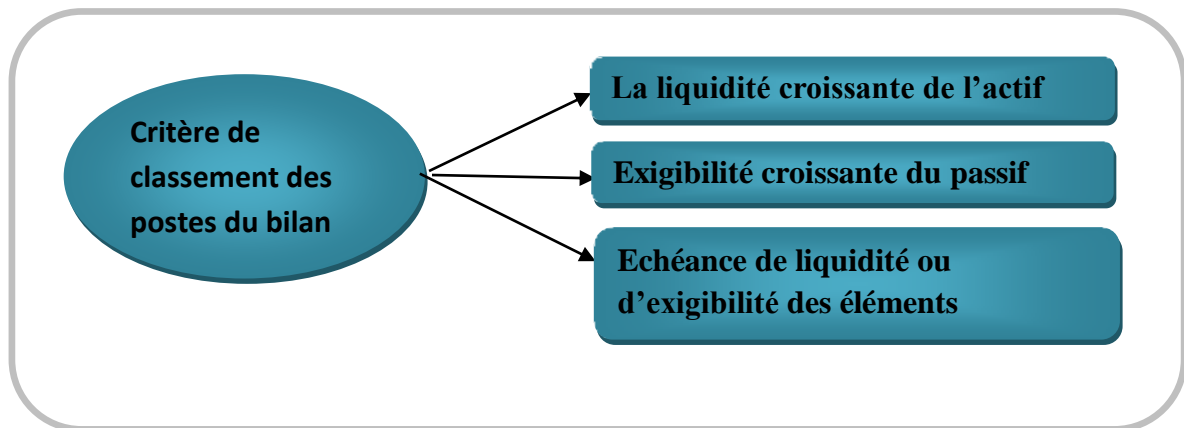 Critère de
classement des
postes du bilan
La liquidité croissante de l’actif
Exigibilité croissante du passif
Echéance de liquidité ou
d’exigibilité des éléments